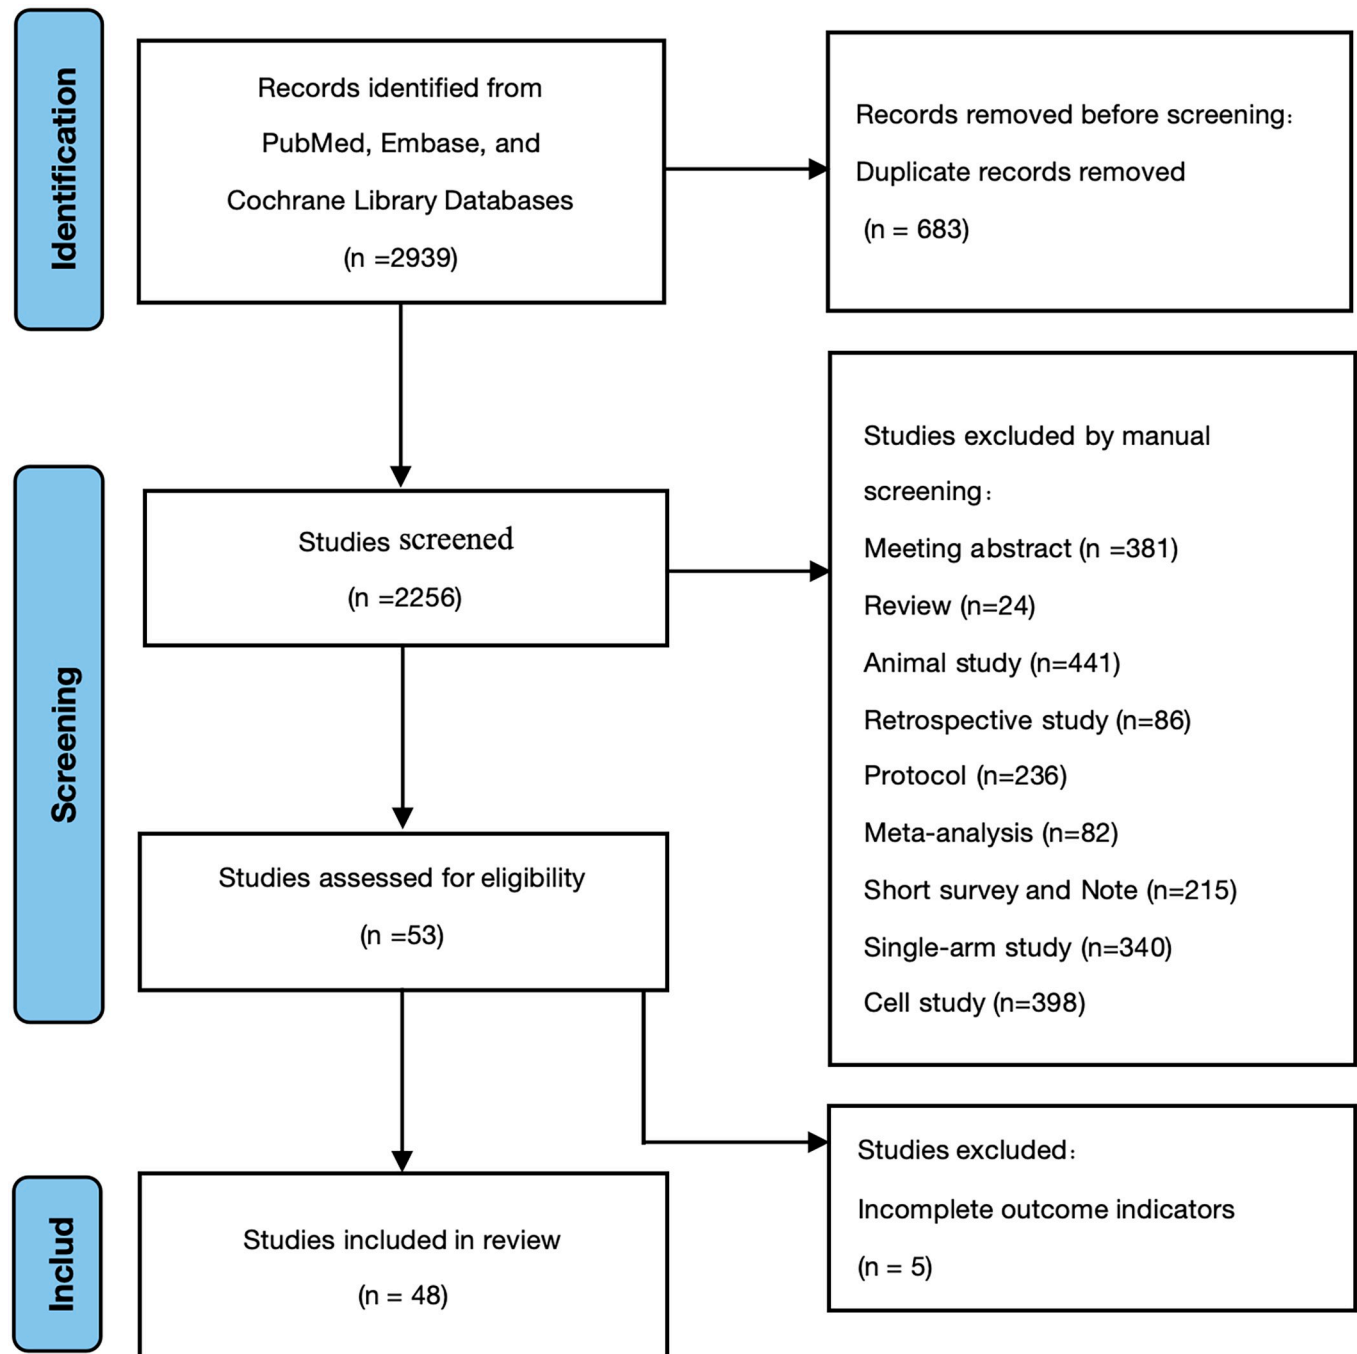 Identification
Records identified from
PubMed, Embase, and
Cochrane Library Databases
(n =2939)
Records removed before screening:
Duplicate records removed
(n = 683)
Screening
Studies screened
(n =2256)
Studies excluded by manual
screening:
Meeting abstract (n =381)
Review (n=24)
Animal study (n=441)
Retrospective study (n=86)
Protocol (n=236)
Meta-analysis (n=82)
Short survey and Note (n=215)
Single-arm study (n=340)
Cell study (n=398)
Studies assessed for eligibility
(n =53)
Studies excluded:
Incomplete outcome indicators
(n = 5)
Includ
Studies included in review
(n = 48)